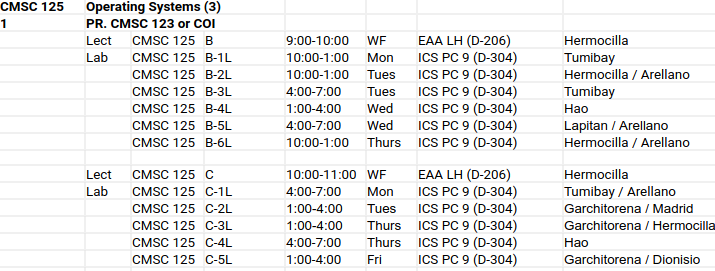 CMSC 125 Operating Systems (3)
1 PR. CMSC 123 or COI
Lect CMSC 125 B 9:00-10:00 WF EAA LH (D-206) Hermocilla
Lab CMSC 125 B-1L 10:00-1:00 Mon ICS PC 9 (D-304) Tumibay
CMSC 125 B-2L 10:00-1:00 Tues ICS PC 9 (D-304) Hermocilla / Arellano
CMSC 125 B-3L 4:00-7:00 Tues ICS PC 9 (D-304) Tumibay
CMSC 125 B-4L 1:00-4:00 Wed ICS PC 9 (D-304) Hao
CMSC 125 B-5L 4:00-7:00 Wed ICS PC 9 (D-304) Lapitan / Arellano
CMSC 125 B-6L 10:00-1:00 Thurs ICS PC 9 (D-304) Hermocilla / Arellano
Lect CMSC 125 C 10:00-11:00 WF EAA LH (D-206) Hermocilla
Lab CMSC 125 C-1L 4:00-7:00 Mon ICS PC 9 (D-304) Tumibay / Arellano
CMSC 125 C-2L 1:00-4:00 Tues ICS PC 9 (D-304) Garchitorena / Madrid
CMSC 125 C-3L 1:00-4:00 Thurs ICS PC 9 (D-304) Garchitorena / Hermocilla
CMSC 125 C-4L 4:00-7:00 Thurs ICS PC 9 (D-304) Hao
CMSC 125 C-5L 1:00-4:00 Fri ICS PC 9 (D-304) Garchitorena / Dionisio